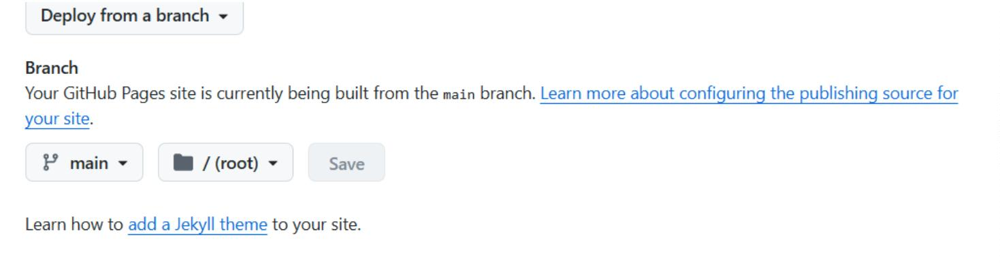 Deploy from a branch
Branch
Your GitHub Pages site is currently being built from the main branch. Learn more about configuring the publishing source for
your site.
main / (root) Save
Learn how to add a Jekyll theme to your site.